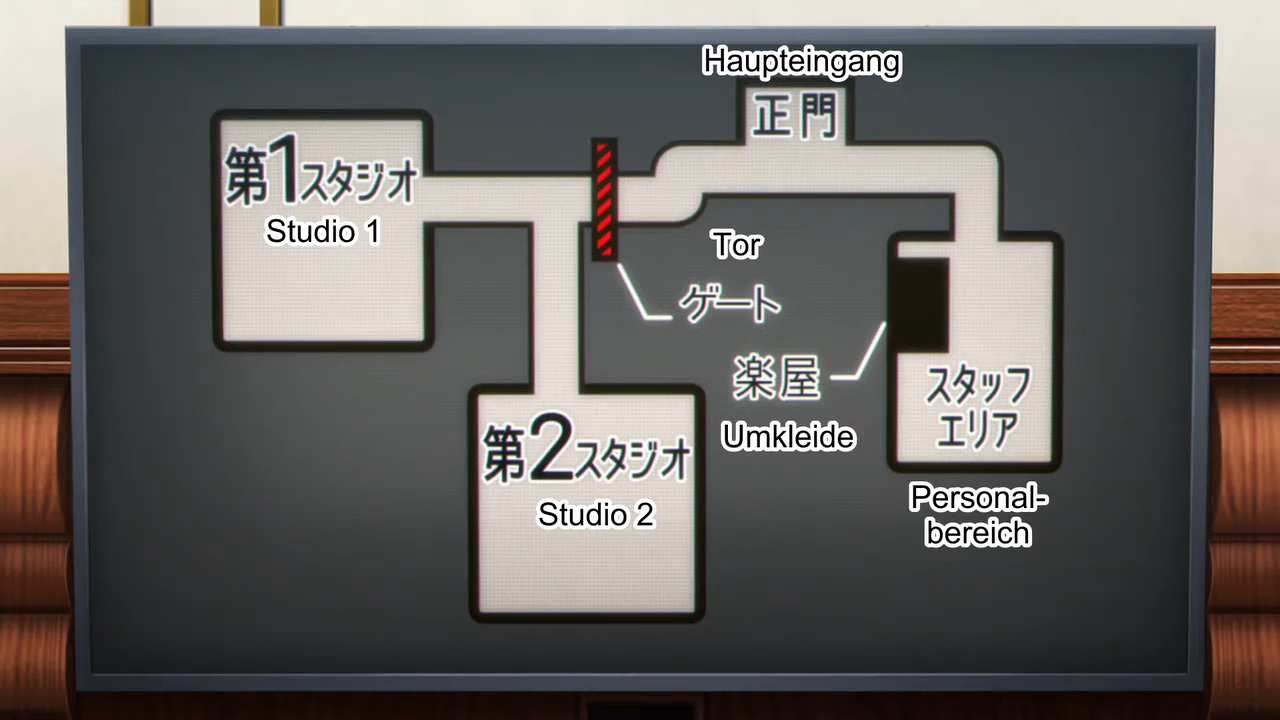 Haupteingang
正門
第1スタジオ
Studio 1
Tor
ゲート
楽屋
Umkleide
スタッフ
エリア
第2スタジオ
Studio 2
Personal-
bereich